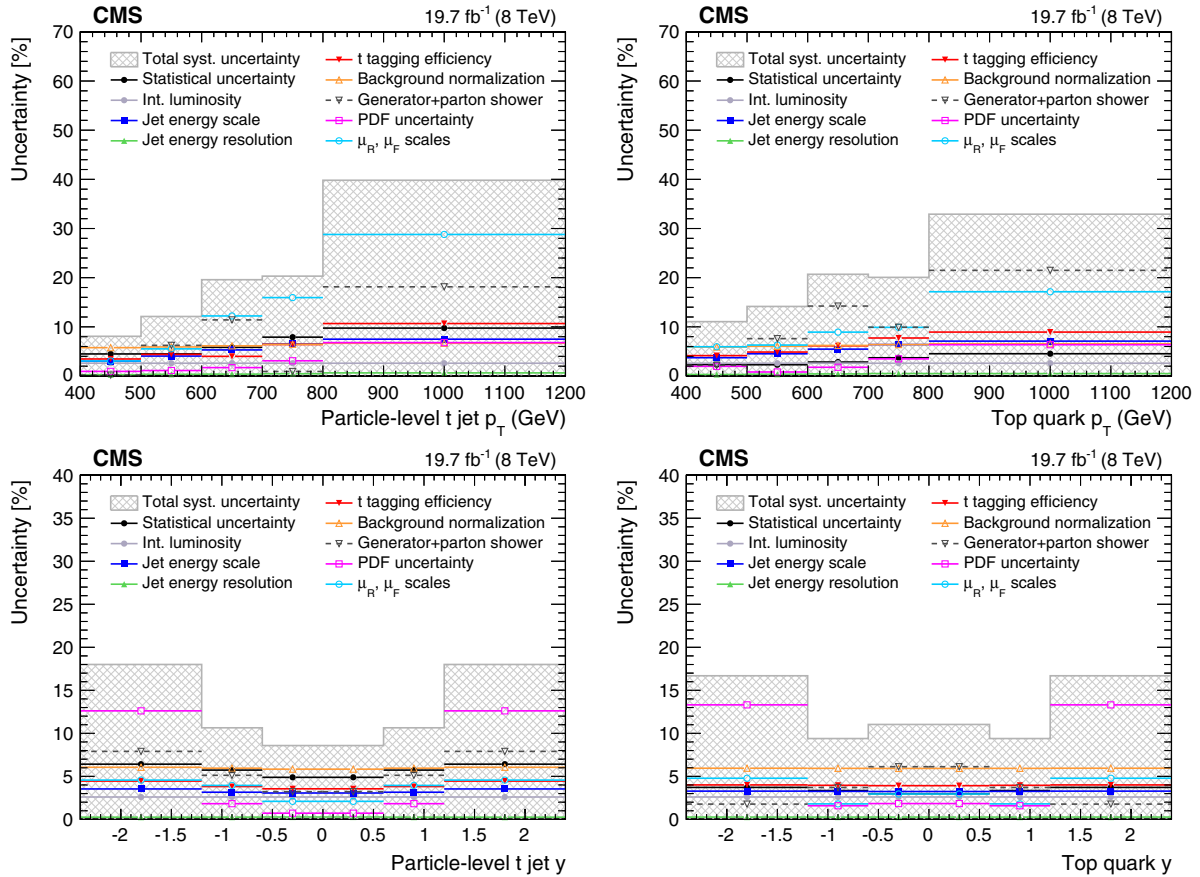 CMS 19.7 fb⁻¹ (8 TeV)
Uncertainty [%]
70
60
50
40
30
20
10
0
Total syst. uncertainty
Statistical uncertainty
Int. luminosity
Jet energy scale
Jet energy resolution
t tagging efficiency
Background normalization
Generator+parton shower
PDF uncertainty
μR, μF scales
400 500 600 700 800 900 1000 1100 1200
Particle-level t jet pT (GeV)
CMS 19.7 fb⁻¹ (8 TeV)
Uncertainty [%]
70
60
50
40
30
20
10
0
Total syst. uncertainty
Statistical uncertainty
Int. luminosity
Jet energy scale
Jet energy resolution
t tagging efficiency
Background normalization
Generator+parton shower
PDF uncertainty
μR, μF scales
400 500 600 700 800 900 1000 1100 1200
Top quark pT (GeV)
CMS 19.7 fb⁻¹ (8 TeV)
Uncertainty [%]
40
35
30
25
20
15
10
5
0
Total syst. uncertainty
Statistical uncertainty
Int. luminosity
Jet energy scale
Jet energy resolution
t tagging efficiency
Background normalization
Generator+parton shower
PDF uncertainty
μR, μF scales
-2 -1.5 -1 -0.5 0 0.5 1 1.5 2
Particle-level t jet y
CMS 19.7 fb⁻¹ (8 TeV)
Uncertainty [%]
40
35
30
25
20
15
10
5
0
Total syst. uncertainty
Statistical uncertainty
Int. luminosity
Jet energy scale
Jet energy resolution
t tagging efficiency
Background normalization
Generator+parton shower
PDF uncertainty
μR, μF scales
-2 -1.5 -1 -0.5 0 0.5 1 1.5 2
Top quark y